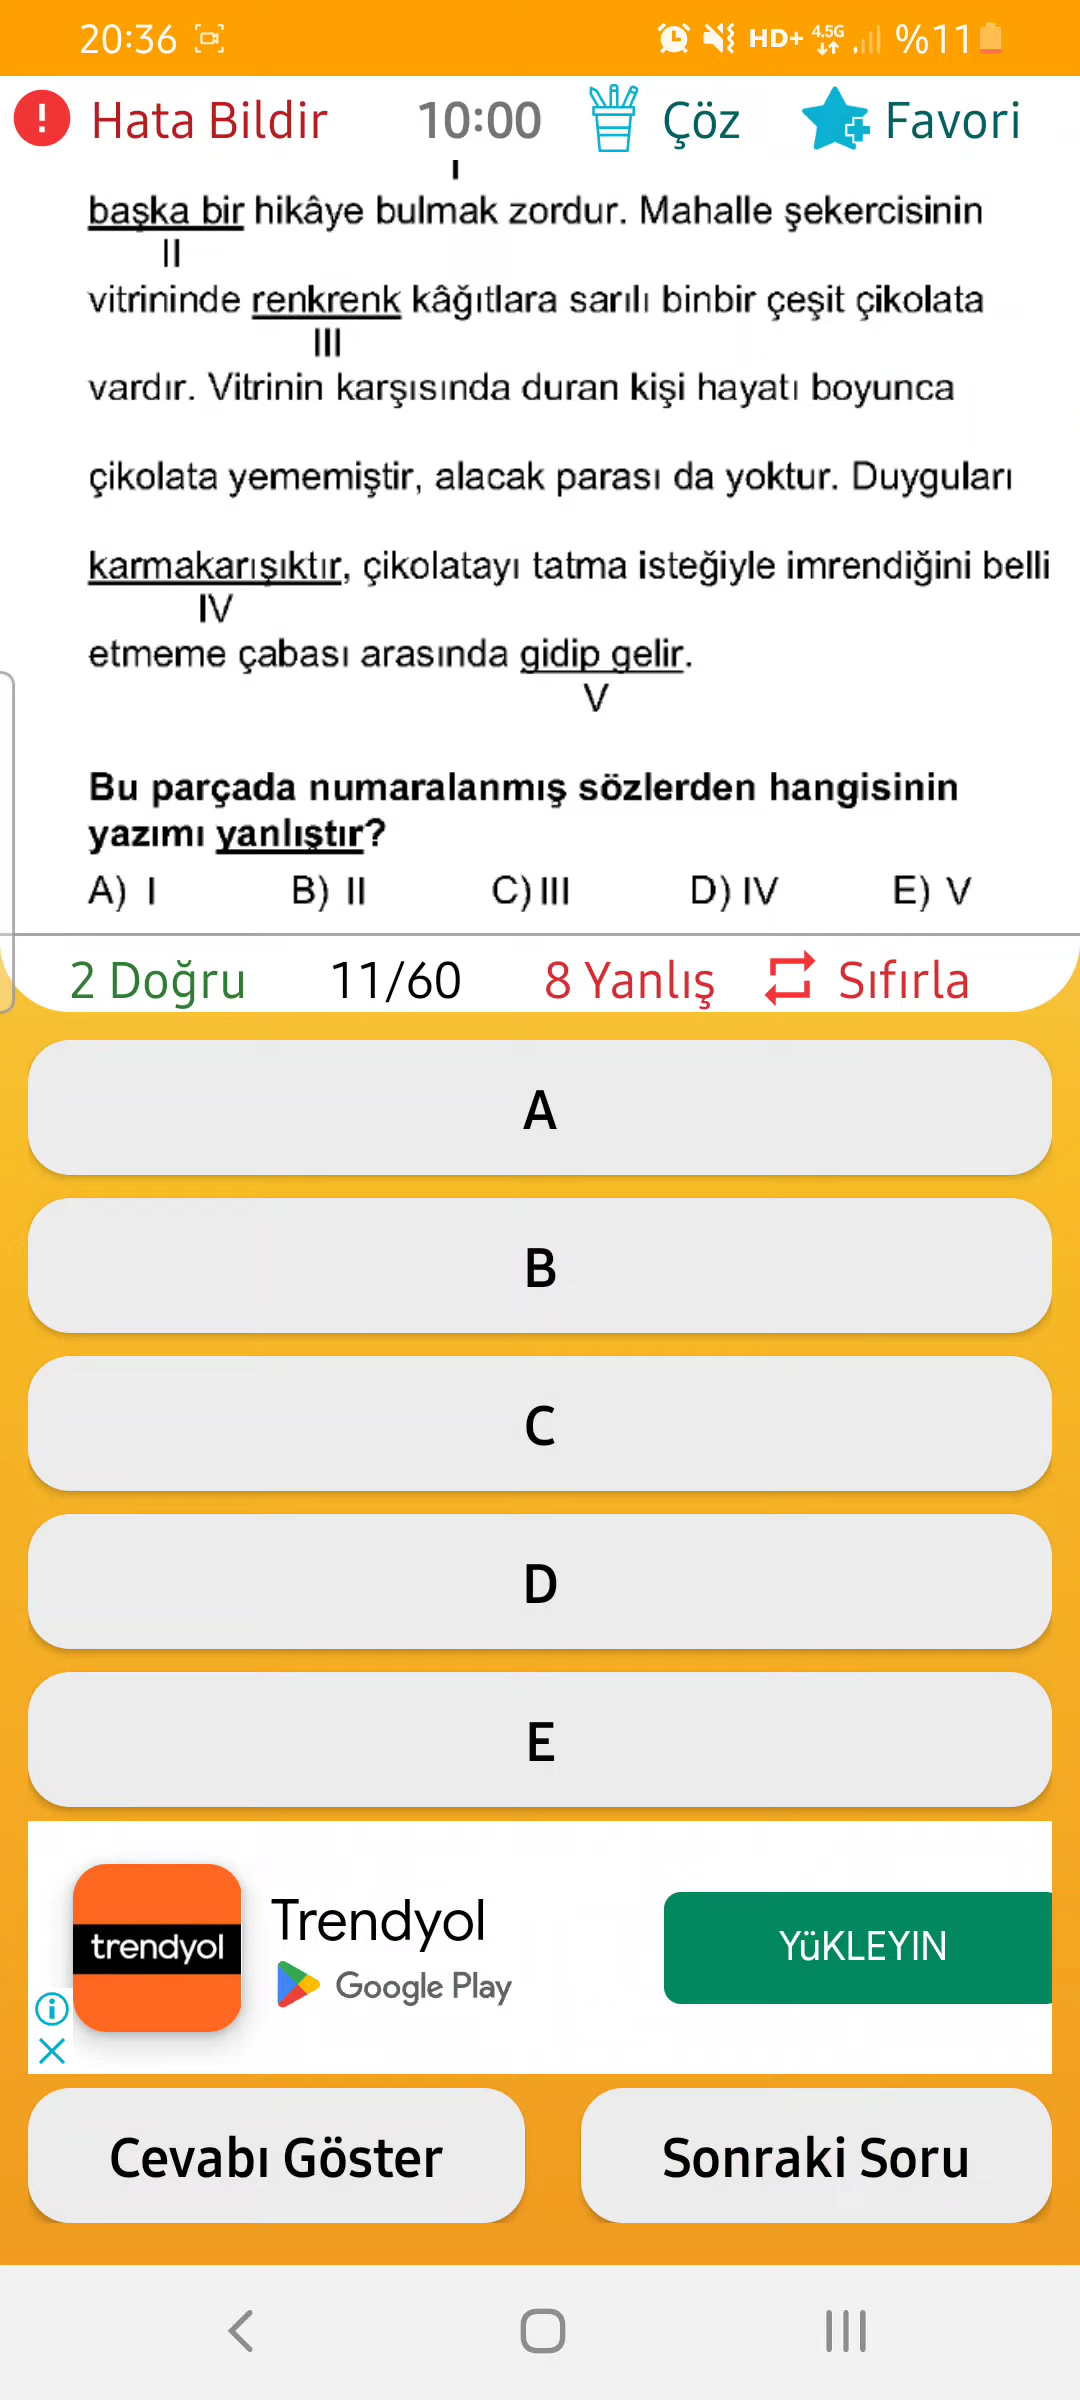 20:36 HD+ 4.5G %11
Hata Bildir 10:00 Çöz Favori
I
başka bir hikâye bulmak zordur. Mahalle şekercisinin
II
vitrininde renkrenk kâğıtlara sarılı binbir çeşit çikolata
III
vardır. Vitrinin karşısında duran kişi hayatı boyunca
çikolata yememiştir, alacak parası da yoktur. Duyguları
karmakarışıktır, çikolatayı tatma isteğiyle imrendiğini belli
IV
etmeme çabası arasında gidip gelir.
V
Bu parçada numaralanmış sözlerden hangisinin
yazımı yanlıştır?
A) I B) II C) III D) IV E) V
2 Doğru 11/60 8 Yanlış Sıfırla
A
B
C
D
E
trendyol
Trendyol
Google Play
YüKLEYIN
Cevabı Göster Sonraki Soru